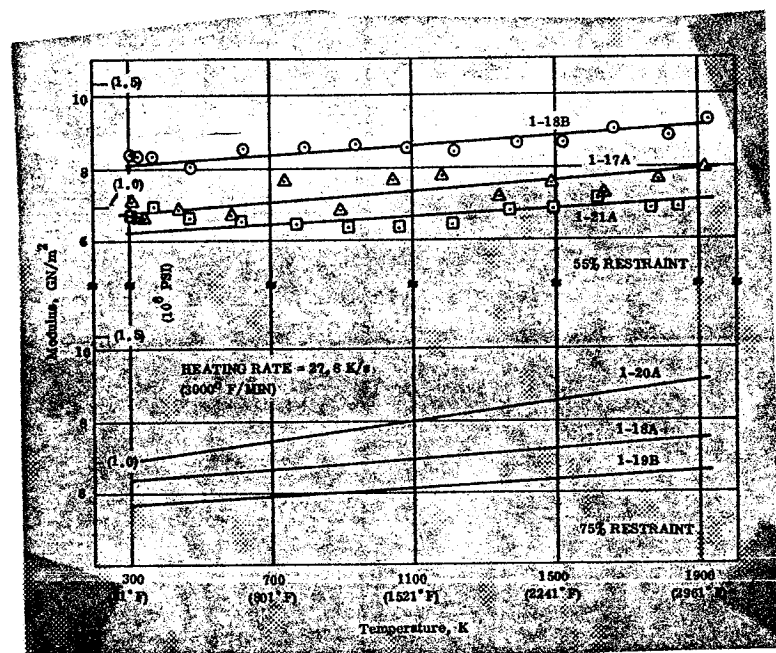 (1.5)
10
1-18B
8
1-17A
(1.0)
6
1-21A
55% RESTRAINT
Modulus, GN/m²
(10⁶ PSI)
(1.5)
10
HEATING RATE = 27,8 K/s
(3000° F/MIN)
1-20A
8
1-18A
(1.0)
1-19B
6
75% RESTRAINT
300 700 1100 1500 1900
(81°F) (801°F) (1521°F) (2241°F) (2961°F)
Temperature, K